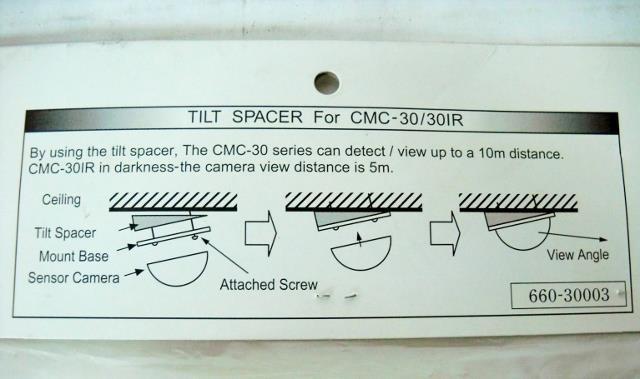 TILT SPACER For CMC-30/30IR
By using the tilt spacer, The CMC-30 series can detect / view up to a 10m distance.
CMC-30IR in darkness-the camera view distance is 5m.
Ceiling
Tilt Spacer
Mount Base
Sensor Camera
Attached Screw
View Angle
660-30003